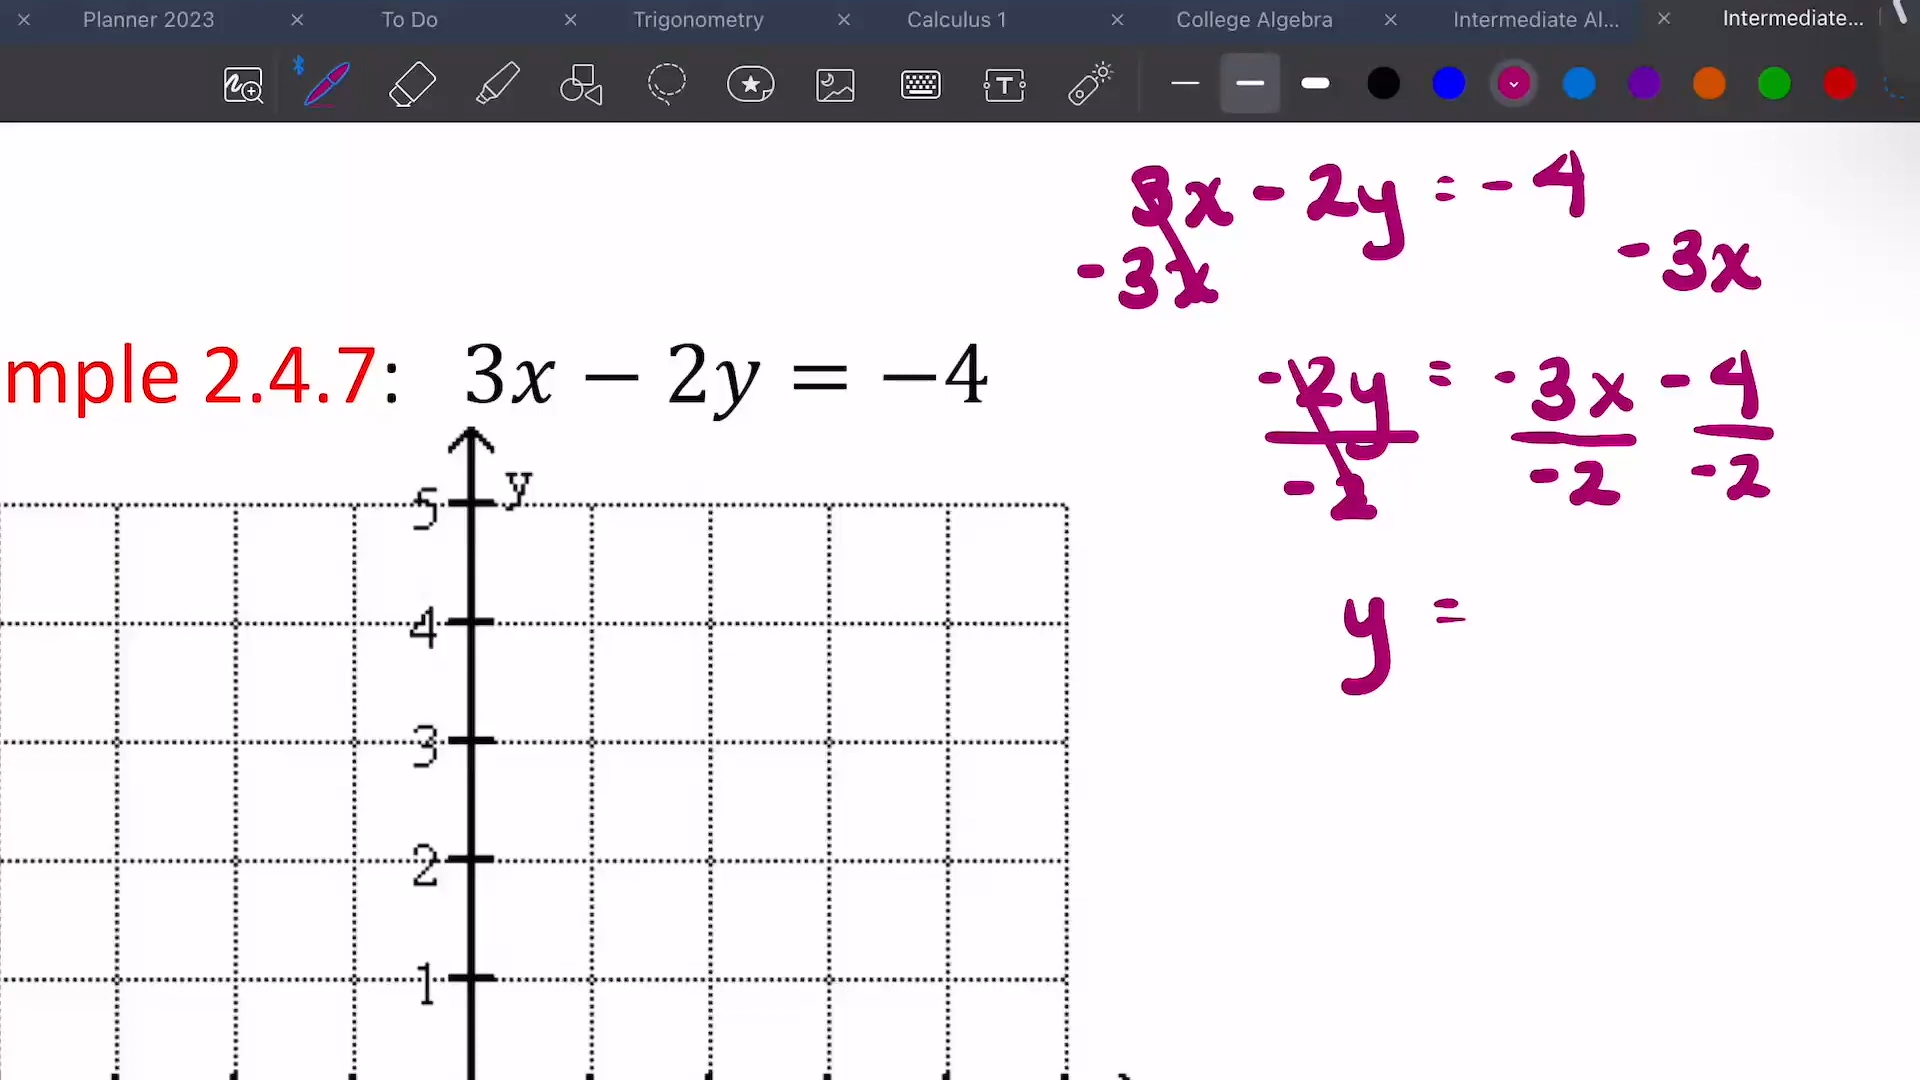 Planner 2023 To Do Trigonometry Calculus 1 College Algebra Intermediate Al... Intermediate...
3x - 2y = -4
-3x -3x
mple 2.4.7: 3x − 2y = −4
-2y = -3x - 4
-2 -2 -2
y =
y
5
4
3
2
1